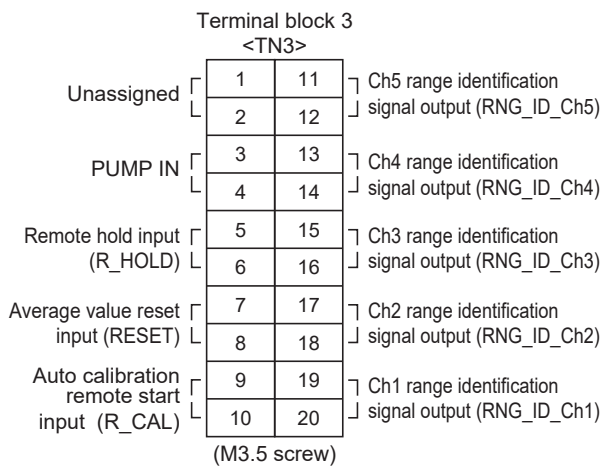 Terminal block 3
<TN3>
Unassigned
1 11
2 12
Ch5 range identification
signal output (RNG_ID_Ch5)
PUMP IN
3 13
4 14
Ch4 range identification
signal output (RNG_ID_Ch4)
Remote hold input
(R_HOLD)
5 15
6 16
Ch3 range identification
signal output (RNG_ID_Ch3)
Average value reset
input (RESET)
7 17
8 18
Ch2 range identification
signal output (RNG_ID_Ch2)
Auto calibration
remote start
input (R_CAL)
9 19
10 20
Ch1 range identification
signal output (RNG_ID_Ch1)
(M3.5 screw)